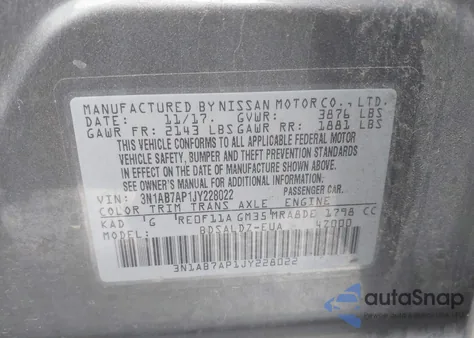 MANUFACTURED BY NISSAN MOTOR CO., LTD.
DATE: 11/17. GVWR: 3876 LBS
GAWR FR: 2143 LBS GAWR RR: 1881 LBS
THIS VEHICLE CONFORMS TO ALL APPLICABLE FEDERAL MOTOR
VEHICLE SAFETY, BUMPER AND THEFT PREVENTION STANDARDS
IN EFFECT ON THE DATE OF MANUFACTURE SHOWN ABOVE.
SEE OWNER'S MANUAL FOR ADDITIONAL INFORMATION
VIN: 3N1AB7AP1JY228022 PASSENGER CAR.
COLOR TRIM TRANS AXLE ENGINE
KAD 'G RE0F11A GM35 MRA8DE 1798 CC
MODEL: BDSALDZ-EUA 42000
3N1AB7AP1JY228022
autoSnap